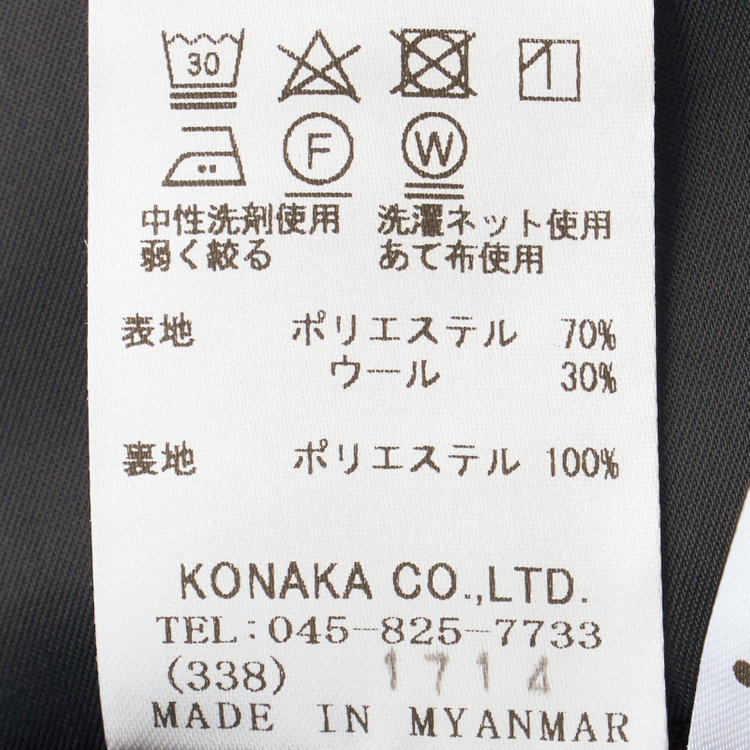 30
F W
中性洗剤使用 洗濯ネット使用
弱く絞る あて布使用
表地 ポリエステル 70%
ウール 30%
裏地 ポリエステル 100%
KONAKA CO.,LTD.
TEL:045-825-7733
(338) 1714
MADE IN MYANMAR